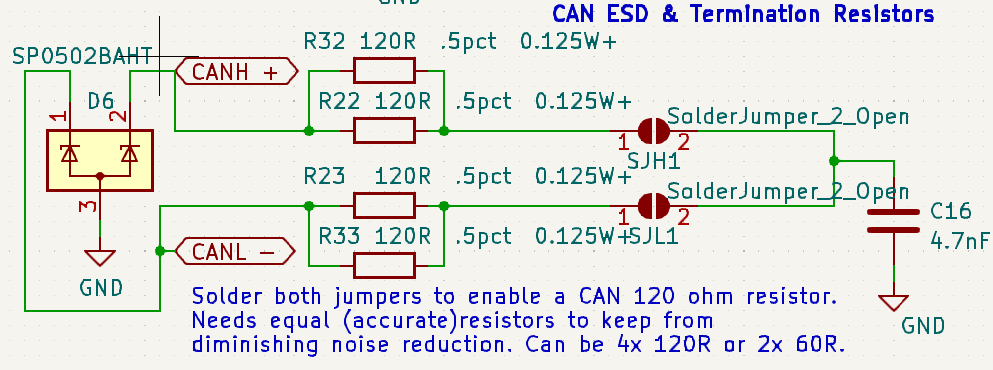 GND
CAN ESD & Termination Resistors
R32 120R .5pct 0.125W+
SP0502BAHT
CANH +
D6
R22 120R .5pct 0.125W+
1 2
SolderJumper_2_Open
1 2
SJH1
R23 120R .5pct 0.125W+
SolderJumper_2_Open
3
1 2
C16
R33 120R .5pct 0.125W+
SJL1
4.7nF
CANL -
GND
Solder both jumpers to enable a CAN 120 ohm resistor.
Needs equal (accurate)resistors to keep from
diminishing noise reduction. Can be 4x 120R or 2x 60R.
GND